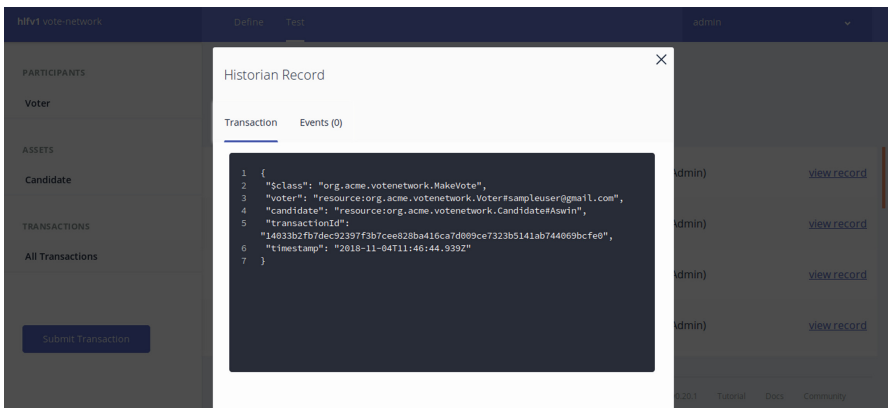 hlfv1 vote-network
Define Test
admin
PARTICIPANTS
Voter
ASSETS
Candidate
TRANSACTIONS
All Transactions
Submit Transaction
Historian Record
Transaction Events (0)
1 {
2 "$class": "org.acme.votenetwork.MakeVote",
3 "voter": "resource:org.acme.votenetwork.Voter#sampleuser@gmail.com",
4 "candidate": "resource:org.acme.votenetwork.Candidate#Aswin",
5 "transactionId":
"14033b2fb7dec92397f3b7cee828ba416ca7d009ce7323b5141ab744069bcfe0",
6 "timestamp": "2018-11-04T11:46:44.939Z"
7 }
Admin) view record
Admin) view record
Admin) view record
Admin) view record
0.20.1 Tutorial Docs Community